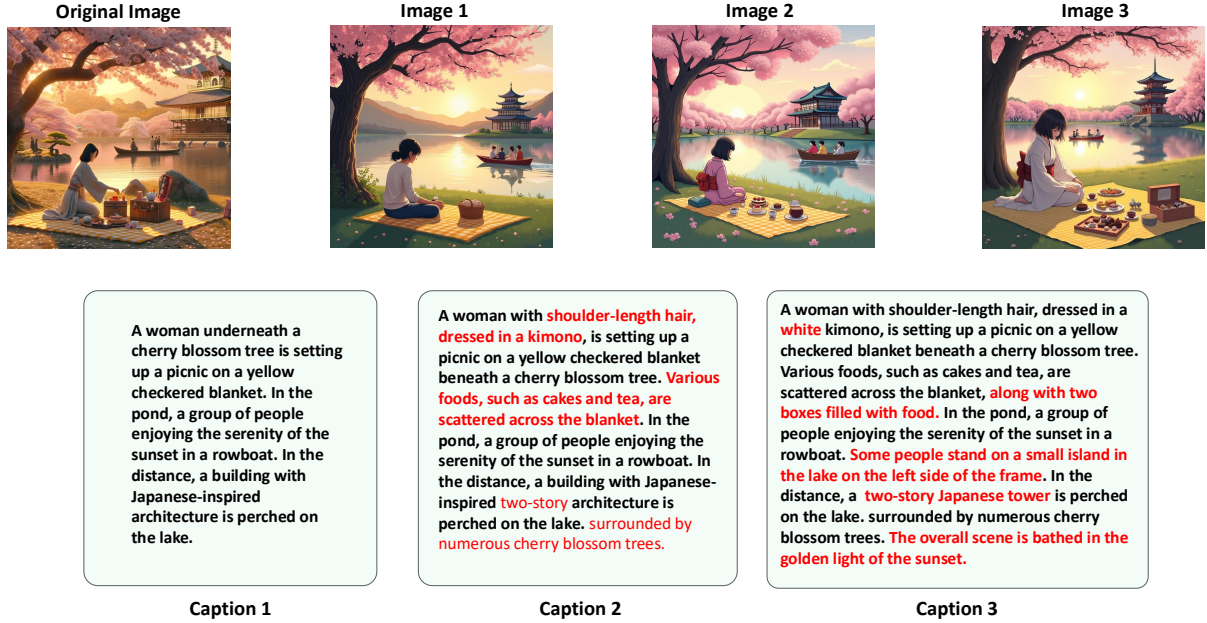 Original Image
Image 1
Image 2
Image 3
A woman underneath a
cherry blossom tree is setting
up a picnic on a yellow
checkered blanket. In the
pond, a group of people
enjoying the serenity of the
sunset in a rowboat. In the
distance, a building with
Japanese-inspired
architecture is perched on
the lake.
Caption 1
A woman with shoulder-length hair,
dressed in a kimono, is setting up a
picnic on a yellow checkered blanket
beneath a cherry blossom tree. Various
foods, such as cakes and tea, are
scattered across the blanket. In the
pond, a group of people enjoying the
serenity of the sunset in a rowboat. In
the distance, a building with Japanese-
inspired two-story architecture is
perched on the lake. surrounded by
numerous cherry blossom trees.
Caption 2
A woman with shoulder-length hair, dressed in a
white kimono, is setting up a picnic on a yellow
checkered blanket beneath a cherry blossom tree.
Various foods, such as cakes and tea, are
scattered across the blanket, along with two
boxes filled with food. In the pond, a group of
people enjoying the serenity of the sunset in a
rowboat. Some people stand on a small island in
the lake on the left side of the frame. In the
distance, a two-story Japanese tower is perched
on the lake. surrounded by numerous cherry
blossom trees. The overall scene is bathed in the
golden light of the sunset.
Caption 3